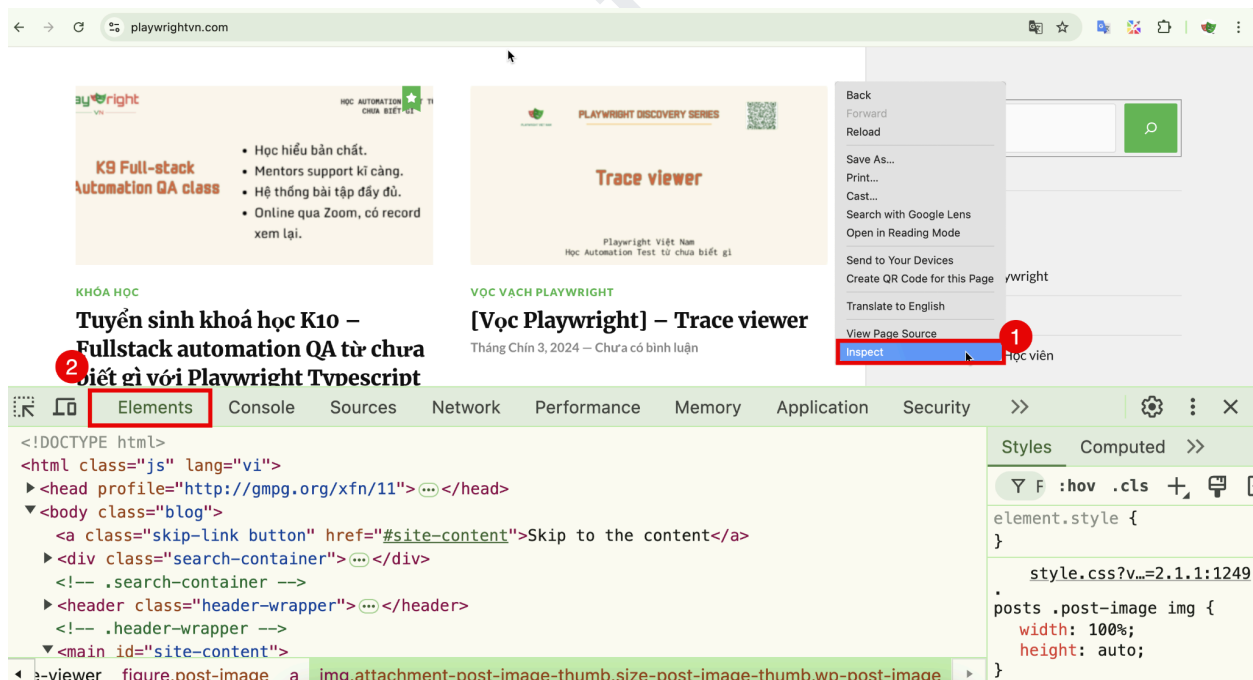 playwrightvn.com
ay right
VN
HỌC AUTOMATION T TỪ
CHƯA BIẾT GÌ
K9 Full-stack
Automation QA class
• Học hiểu bản chất.
• Mentors support kĩ càng.
• Hệ thống bài tập đầy đủ.
• Online qua Zoom, có record
xem lại.
PLAYWRIGHT DISCOVERY SERIES
Trace viewer
Playwright Việt Nam
Học Automation Test từ chưa biết gì
Back
Forward
Reload
Save As...
Print...
Cast...
Search with Google Lens
Open in Reading Mode
Send to Your Devices
Create QR Code for this Page
Translate to English
View Page Source
Inspect
1
ywright
Học viên
KHÓA HỌC
Tuyển sinh khoá học K10 –
Fullstack automation QA từ chưa
biết gì với Playwright Typescript
VỌC VẠCH PLAYWRIGHT
[Vọc Playwright] – Trace viewer
Tháng Chín 3, 2024 — Chưa có bình luận
2
Elements Console Sources Network Performance Memory Application Security >>
<!DOCTYPE html>
<html class="js" lang="vi">
<head profile="http://gmpg.org/xfn/11">…</head>
<body class="blog">
<a class="skip-link button" href="#site-content">Skip to the content</a>
<div class="search-container">…</div>
<!-- .search-container -->
<header class="header-wrapper">…</header>
<!-- .header-wrapper -->
<main id="site-content">
e-viewer figure.post-image a img.attachment-post-image-thumb.size-post-image-thumb.wp-post-image
Styles Computed >>
F :hov .cls
element.style {
}
style.css?v…=2.1.1:1249
.
posts .post-image img {
width: 100%;
height: auto;
}